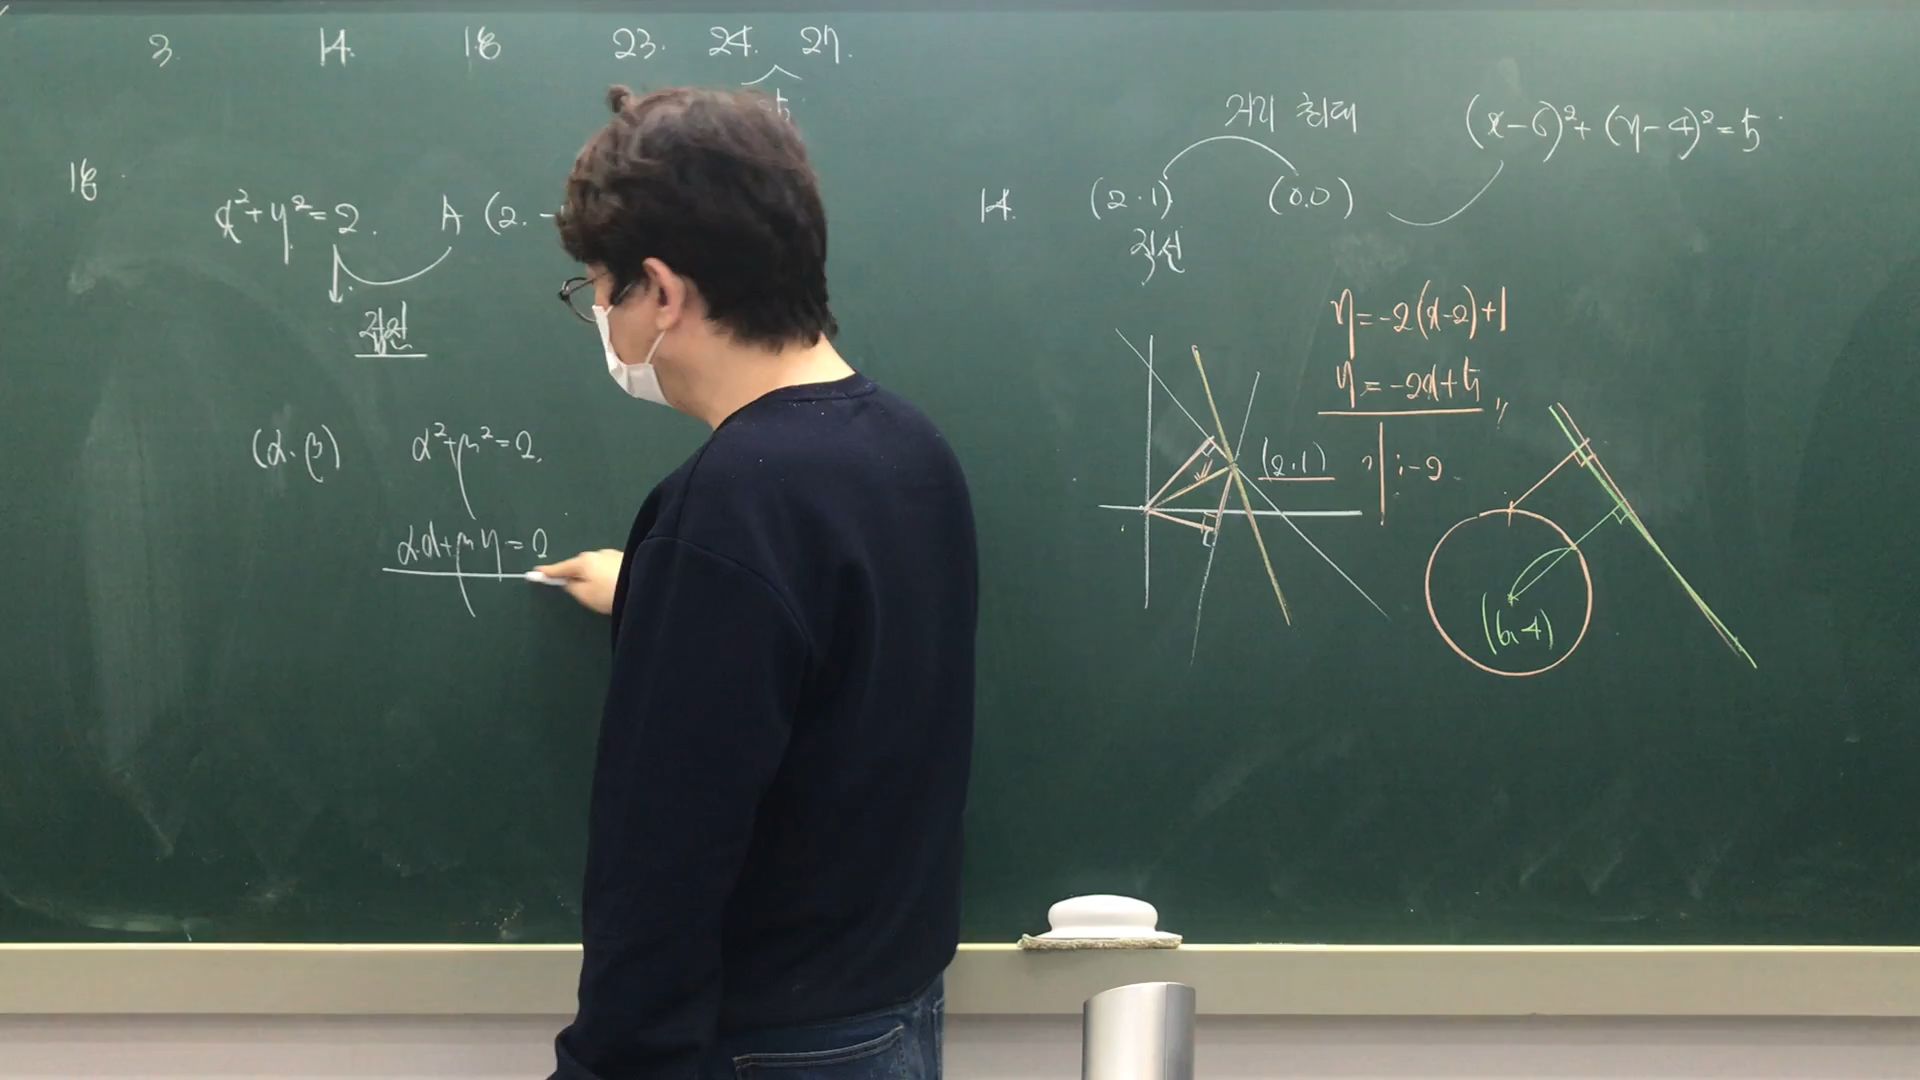 3. 14. 18 23. 24. 27.
18.
x²+y²=2. A (2. -
접선
(α.β) α²+β²=2.
αx+βy=2
거리 최대 (x-6)²+(y-4)²=5
14. (2.1) (0.0)
직선
y=-2(x-2)+1
y=-2x+5
(2.1) : -2
(6,4)